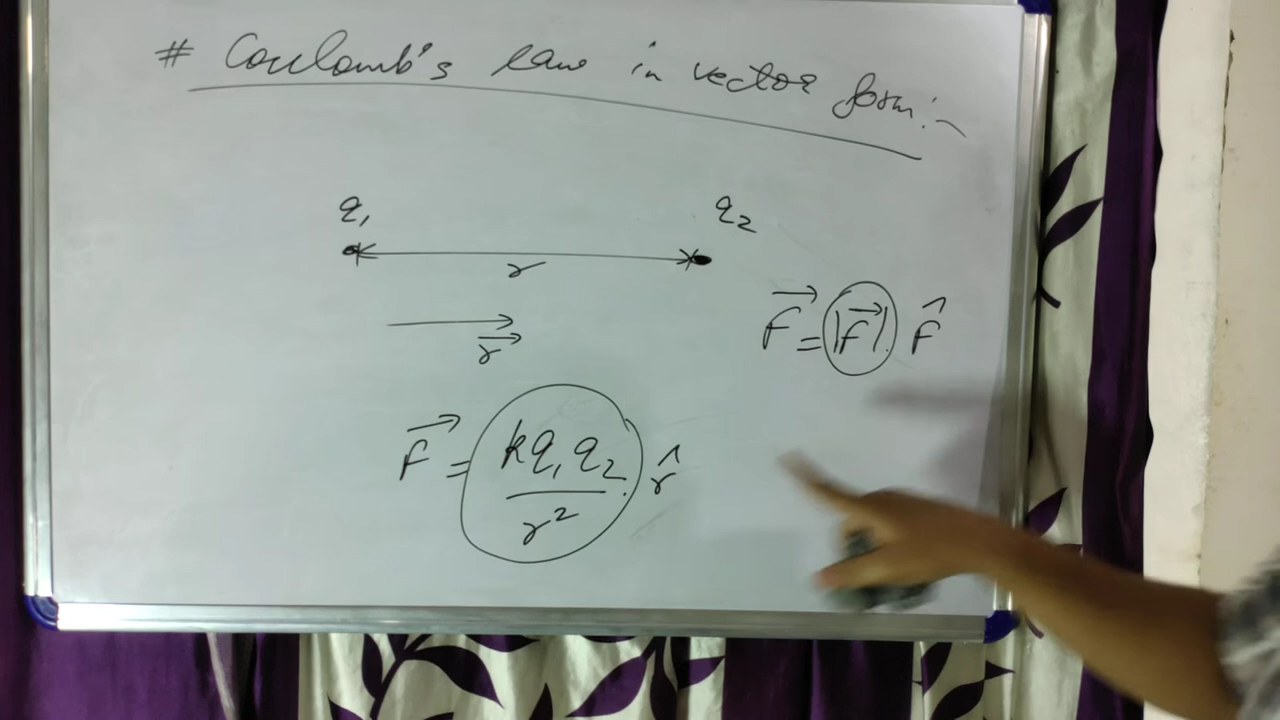 # Coulomb's law in vector form:-
q₁ q₂
r
r⃗
F⃗ = |F⃗|. F̂
F⃗ = kq₁q₂/r² . r̂